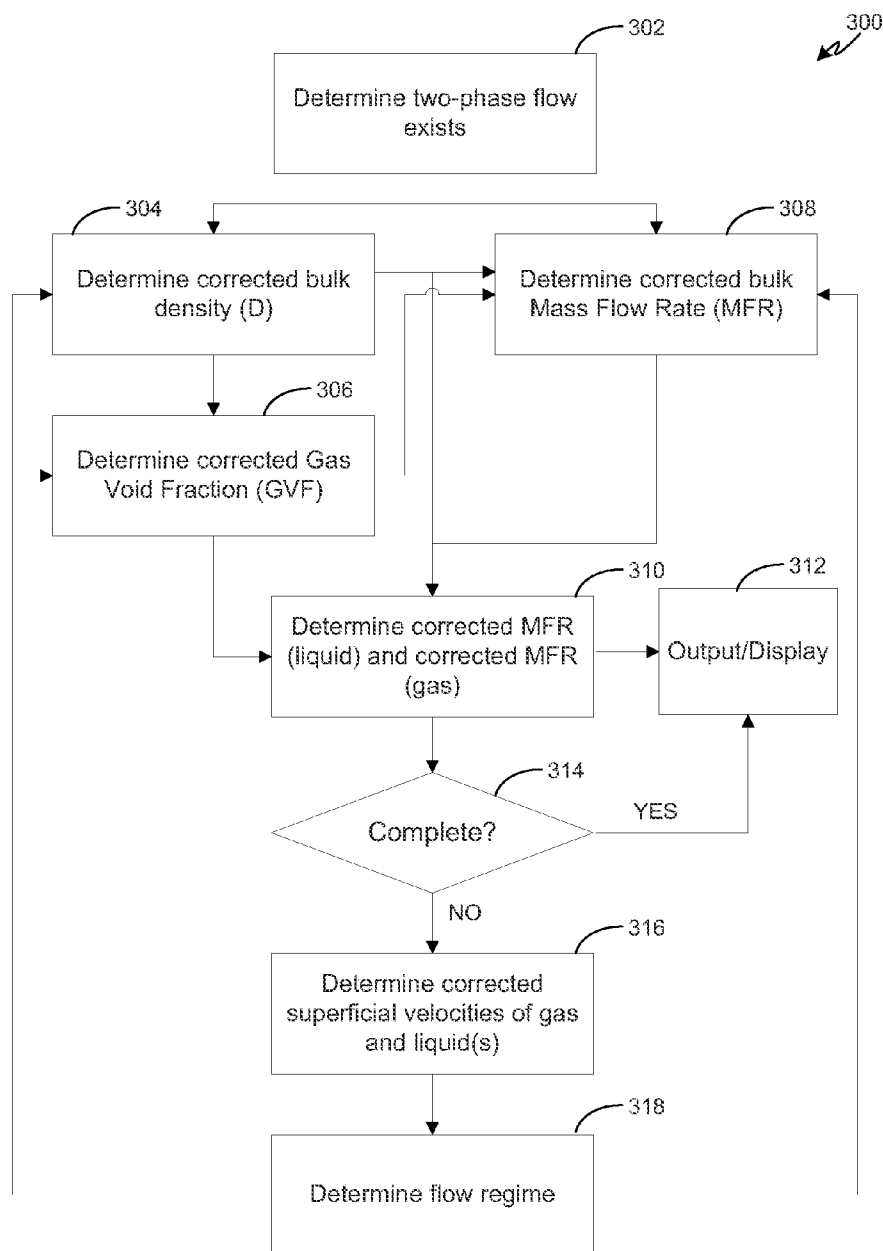 300
302
Determine two-phase flow
exists
304
Determine corrected bulk
density (D)
308
Determine corrected bulk
Mass Flow Rate (MFR)
306
Determine corrected Gas
Void Fraction (GVF)
310
Determine corrected MFR
(liquid) and corrected MFR
(gas)
312
Output/Display
314
Complete?
YES
NO
316
Determine corrected
superficial velocities of gas
and liquid(s)
318
Determine flow regime